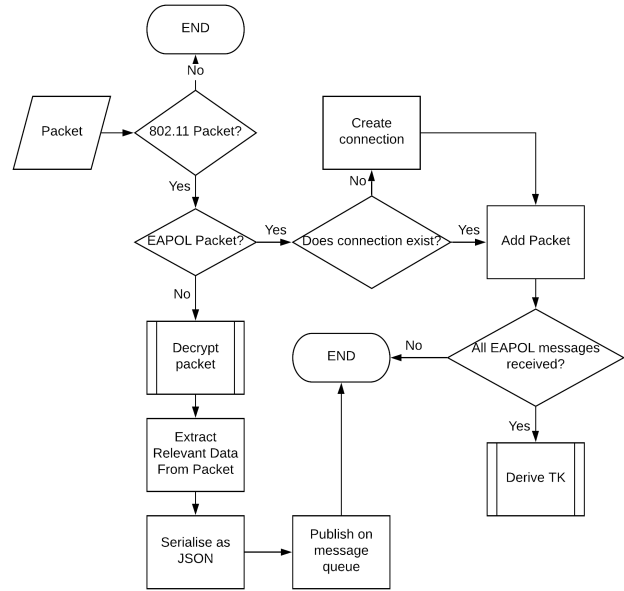 END
No
Packet
802.11 Packet?
Create
connection
Yes
No
EAPOL Packet?
Yes
Does connection exist?
Yes
Add Packet
No
Decrypt
packet
END
No
All EAPOL messages
received?
Extract
Relevant Data
From Packet
Yes
Derive TK
Serialise as
JSON
Publish on
message
queue